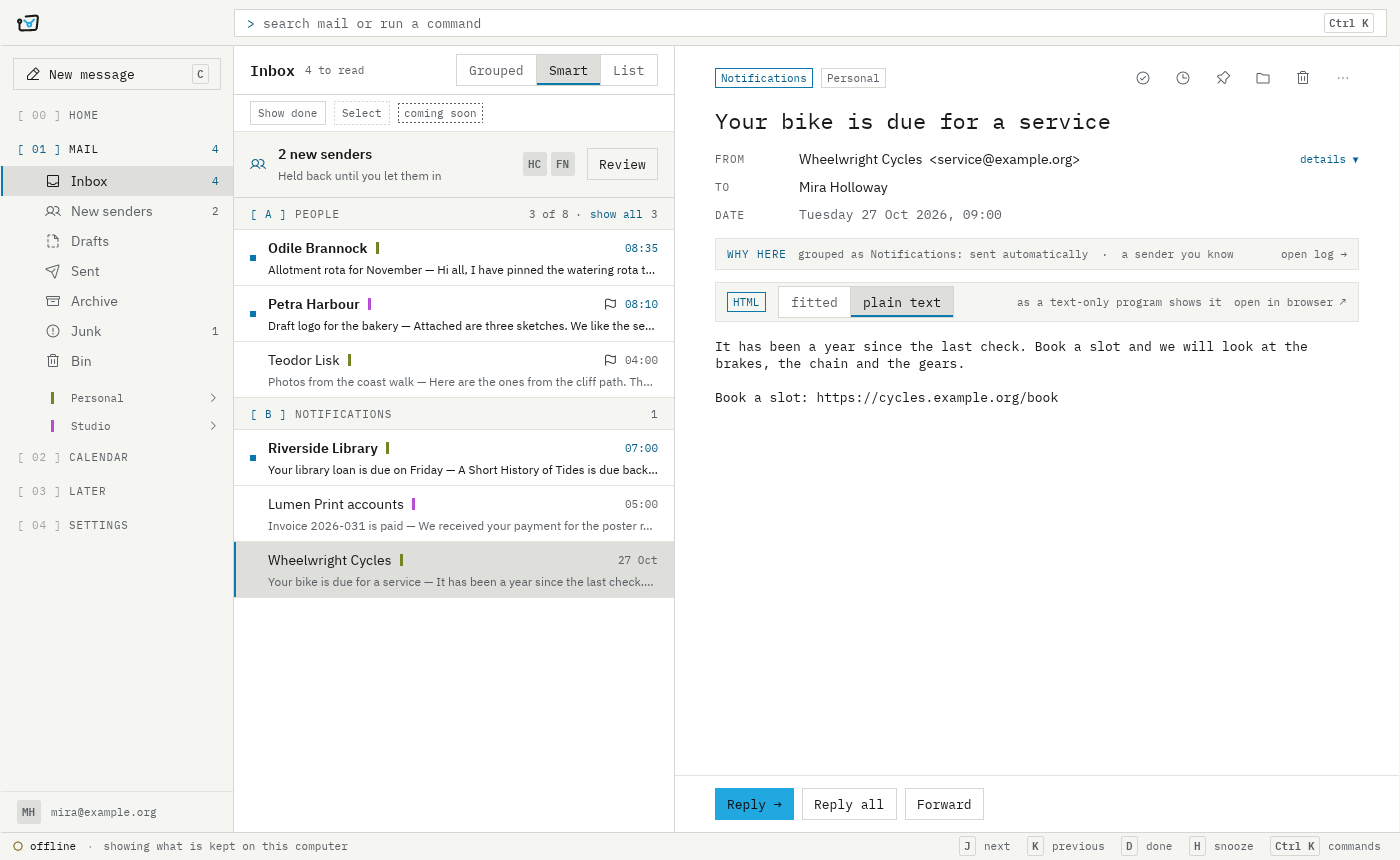 > search mail or run a command Ctrl K
New message C
[ 00 ] HOME
[ 01 ] MAIL 4
Inbox 4
New senders 2
Drafts
Sent
Archive
Junk 1
Bin
Personal
Studio
[ 02 ] CALENDAR
[ 03 ] LATER
[ 04 ] SETTINGS
MH mira@example.org
Inbox 4 to read Grouped Smart List
Show done Select coming soon
2 new senders
Held back until you let them in
HC FN Review
[ A ] PEOPLE 3 of 8 · show all 3
Odile Brannock 08:35
Allotment rota for November — Hi all, I have pinned the watering rota t…
Petra Harbour 08:10
Draft logo for the bakery — Attached are three sketches. We like the se…
Teodor Lisk 04:00
Photos from the coast walk — Here are the ones from the cliff path. Th…
[ B ] NOTIFICATIONS 1
Riverside Library 07:00
Your library loan is due on Friday — A Short History of Tides is due back…
Lumen Print accounts 05:00
Invoice 2026-031 is paid — We received your payment for the poster r…
Wheelwright Cycles 27 Oct
Your bike is due for a service — It has been a year since the last check.…
Notifications Personal ···
Your bike is due for a service
FROM Wheelwright Cycles <service@example.org> details ▾
TO Mira Holloway
DATE Tuesday 27 Oct 2026, 09:00
WHY HERE grouped as Notifications: sent automatically · a sender you know open log →
HTML fitted plain text as a text-only program shows it open in browser ↗
It has been a year since the last check. Book a slot and we will look at the
brakes, the chain and the gears.
Book a slot: https://cycles.example.org/book
Reply → Reply all Forward
offline · showing what is kept on this computer
J next K previous D done H snooze Ctrl K commands